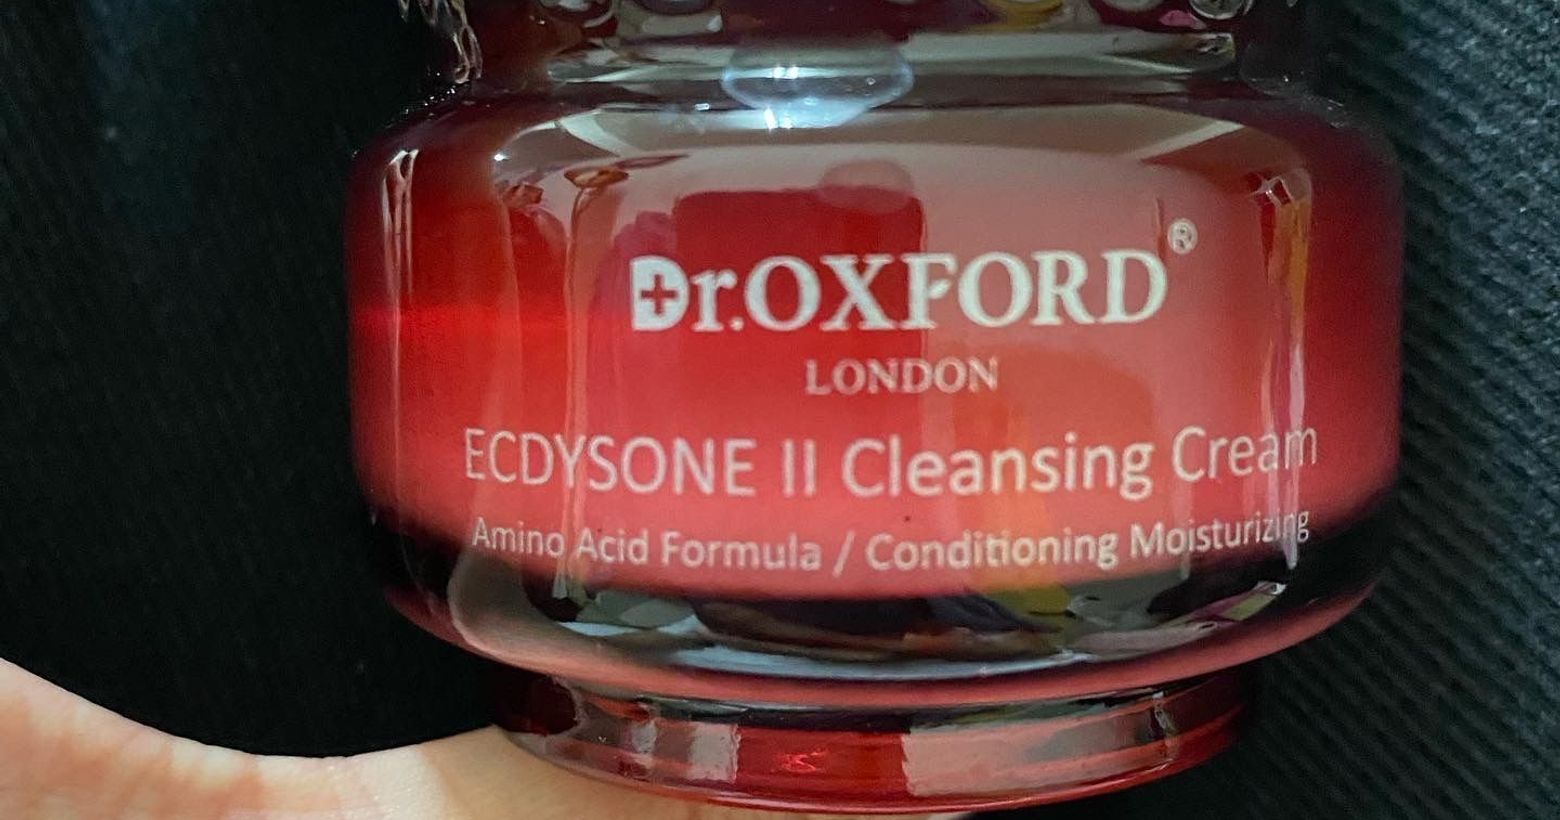 Dr.OXFORD®
LONDON
ECDYSONE II Cleansing Cream
Amino Acid Formula / Conditioning Moisturizing